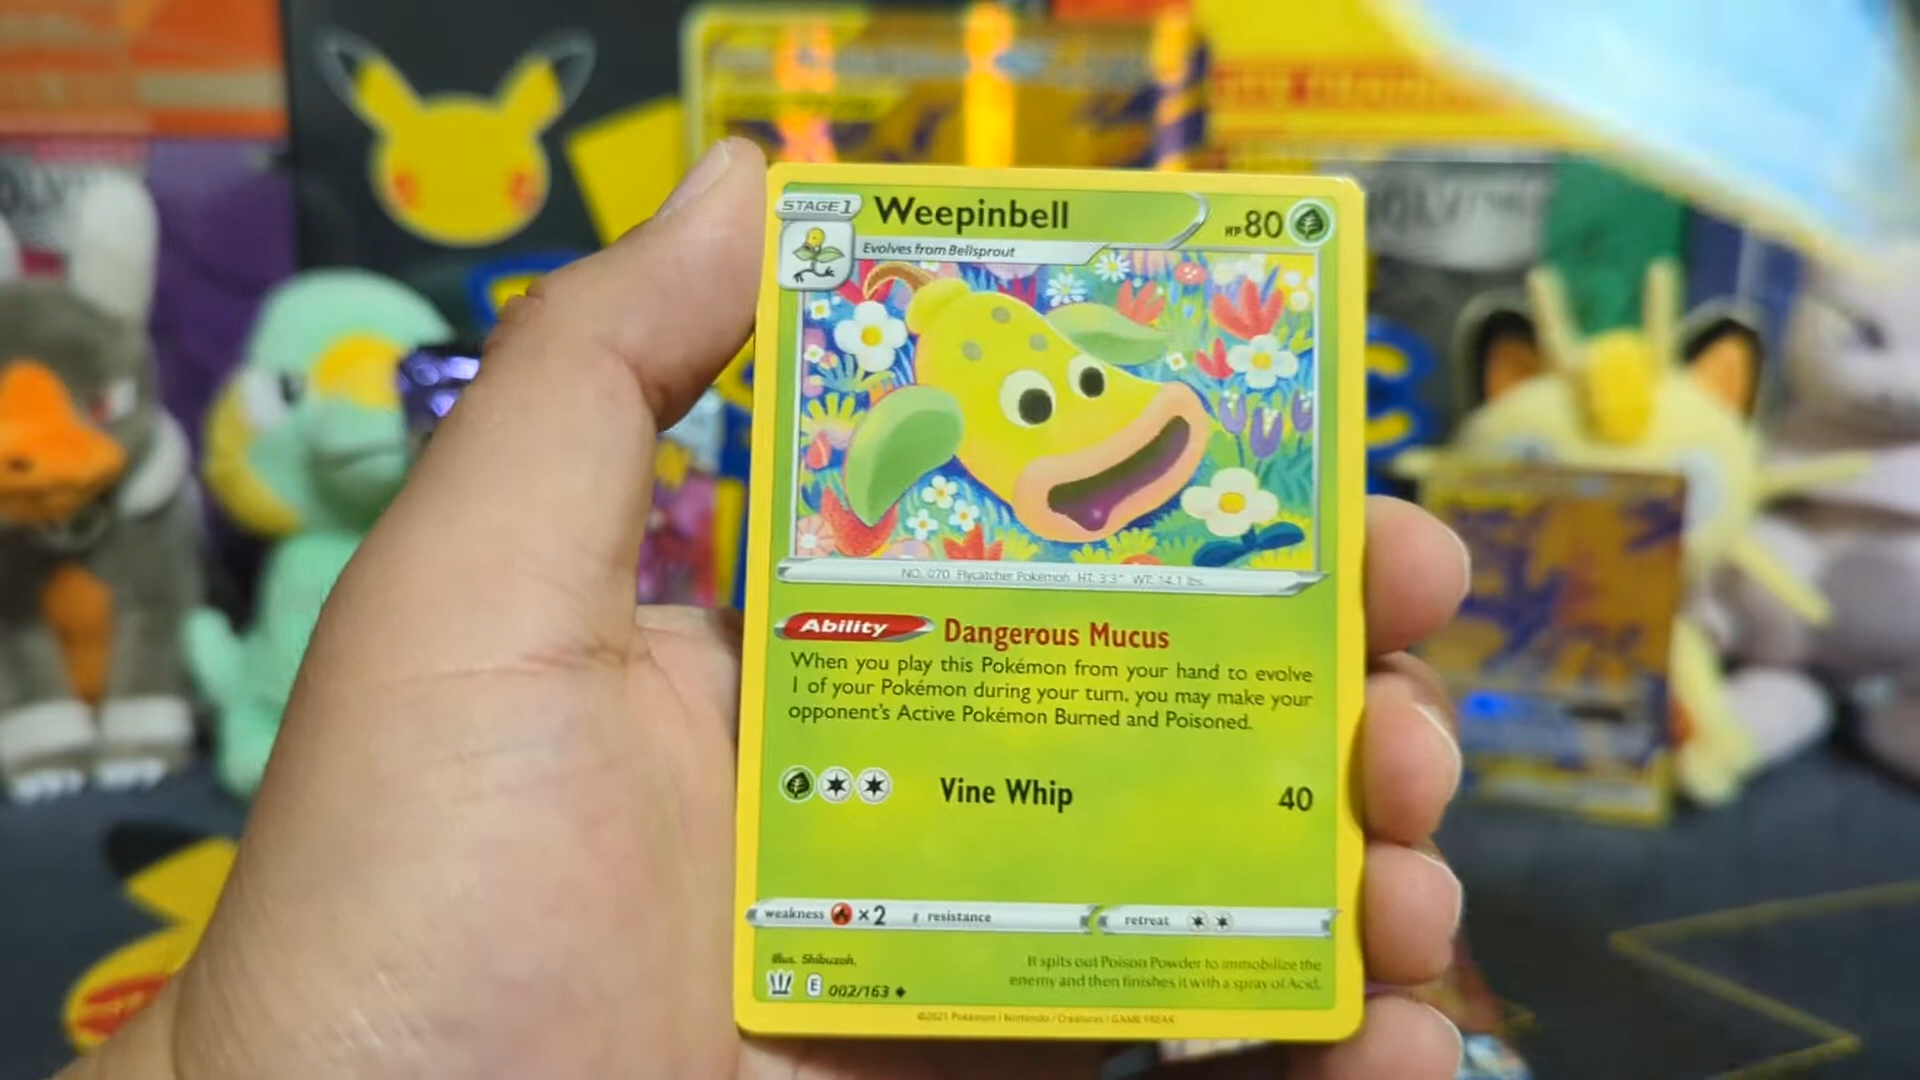 STAGE 1
Weepinbell
HP 80
Evolves from Bellsprout
NO. 070 Flycatcher Pokémon HT: 3'3" WT: 14.1 lbs.
Ability
Dangerous Mucus
When you play this Pokémon from your hand to evolve
1 of your Pokémon during your turn, you may make your
opponent's Active Pokémon Burned and Poisoned.
Vine Whip
40
weakness ×2 resistance retreat
Illus. Shibuzoh.
It spits out Poison Powder to immobilize the
enemy and then finishes it with a spray of Acid.
E 002/163
©2021 Pokémon / Nintendo / Creatures / GAME FREAK